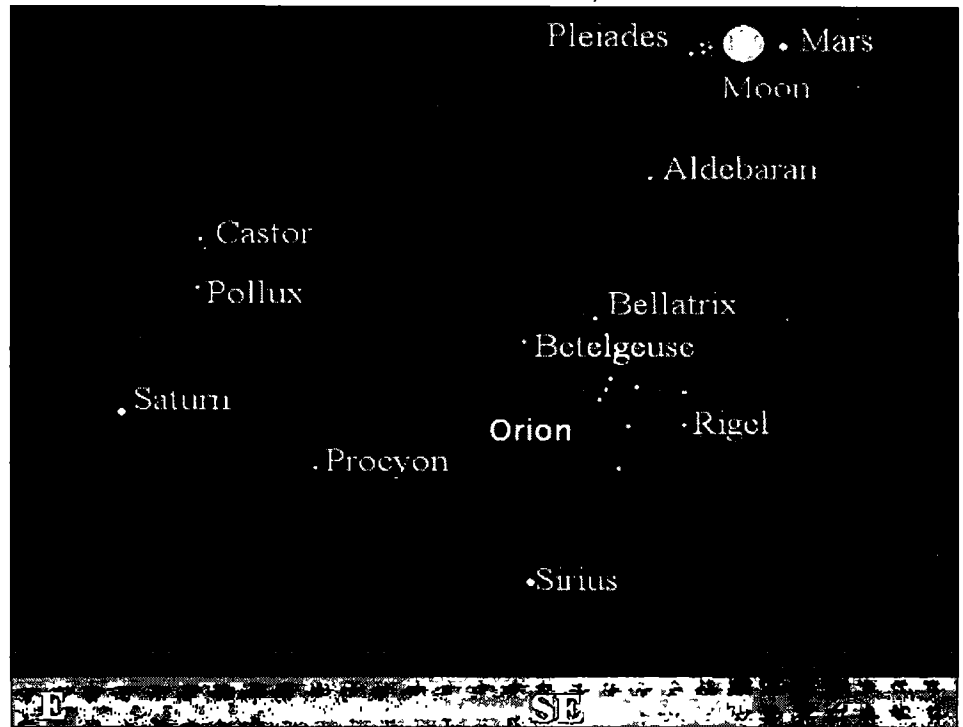 Pleiades
Mars
Moon
Aldebaran
Castor
Pollux
Bellatrix
Betelgeuse
Saturn
Orion
Rigel
Procyon
Sirius
E
SE